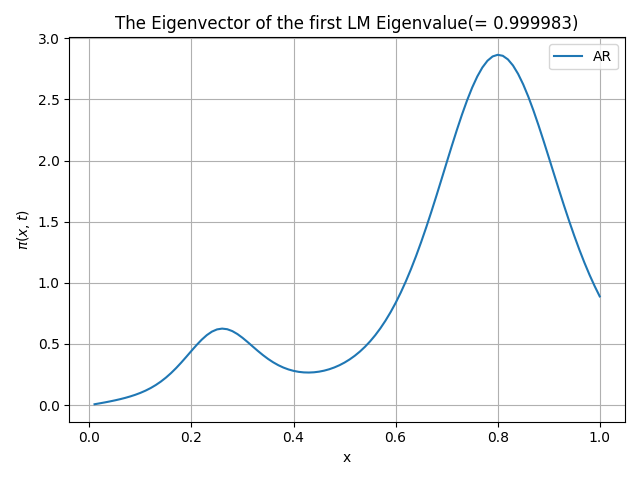 The Eigenvector of the first LM Eigenvalue(= 0.999983)
AR
3.0
2.5
2.0
1.5
1.0
0.5
0.0
π(x, t)
0.0 0.2 0.4 0.6 0.8 1.0
x